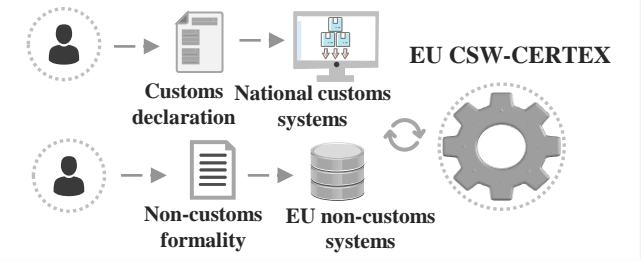 EU CSW-CERTEX
Customs
declaration
National customs
systems
Non-customs
formality
EU non-customs
systems